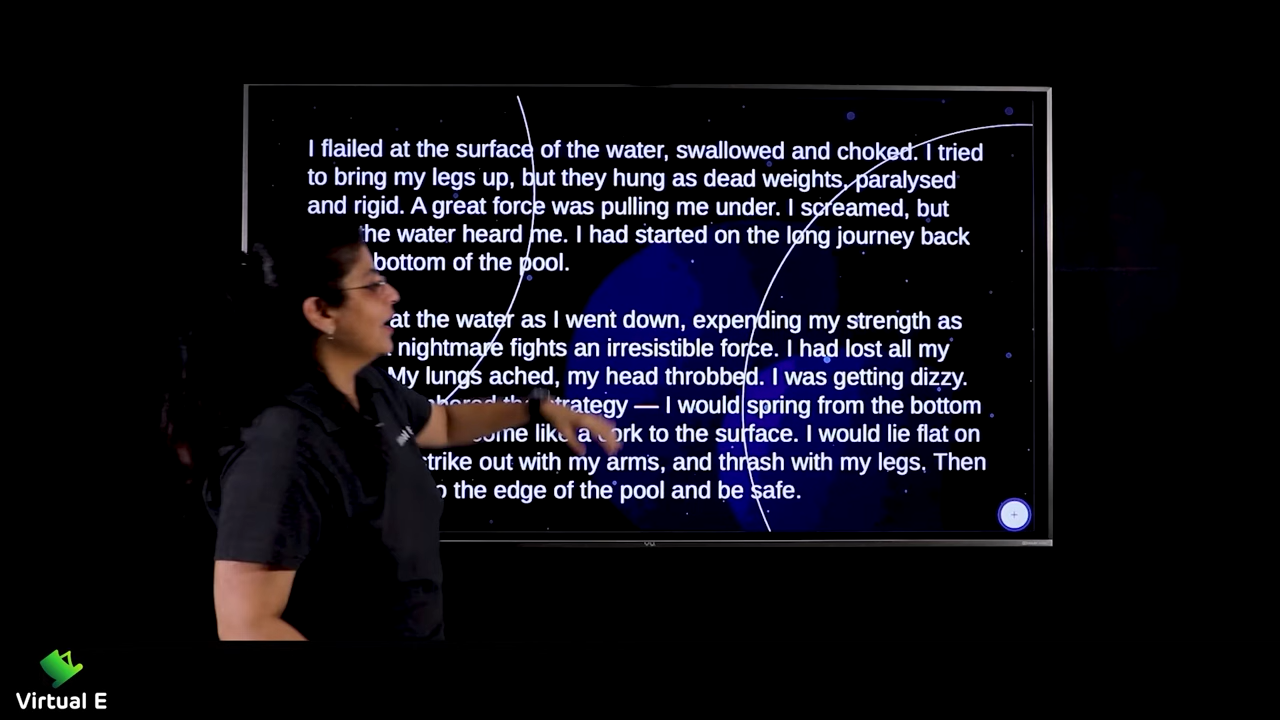 I flailed at the surface of the water, swallowed and choked. I tried
to bring my legs up, but they hung as dead weights, paralysed
and rigid. A great force was pulling me under. I screamed, but
the water heard me. I had started on the long journey back
bottom of the pool.
at the water as I went down, expending my strength as
nightmare fights an irresistible force. I had lost all my
My lungs ached, my head throbbed. I was getting dizzy.
strategy — I would spring from the bottom
like a cork to the surface. I would lie flat on
strike out with my arms, and thrash with my legs. Then
the edge of the pool and be safe.
Virtual E